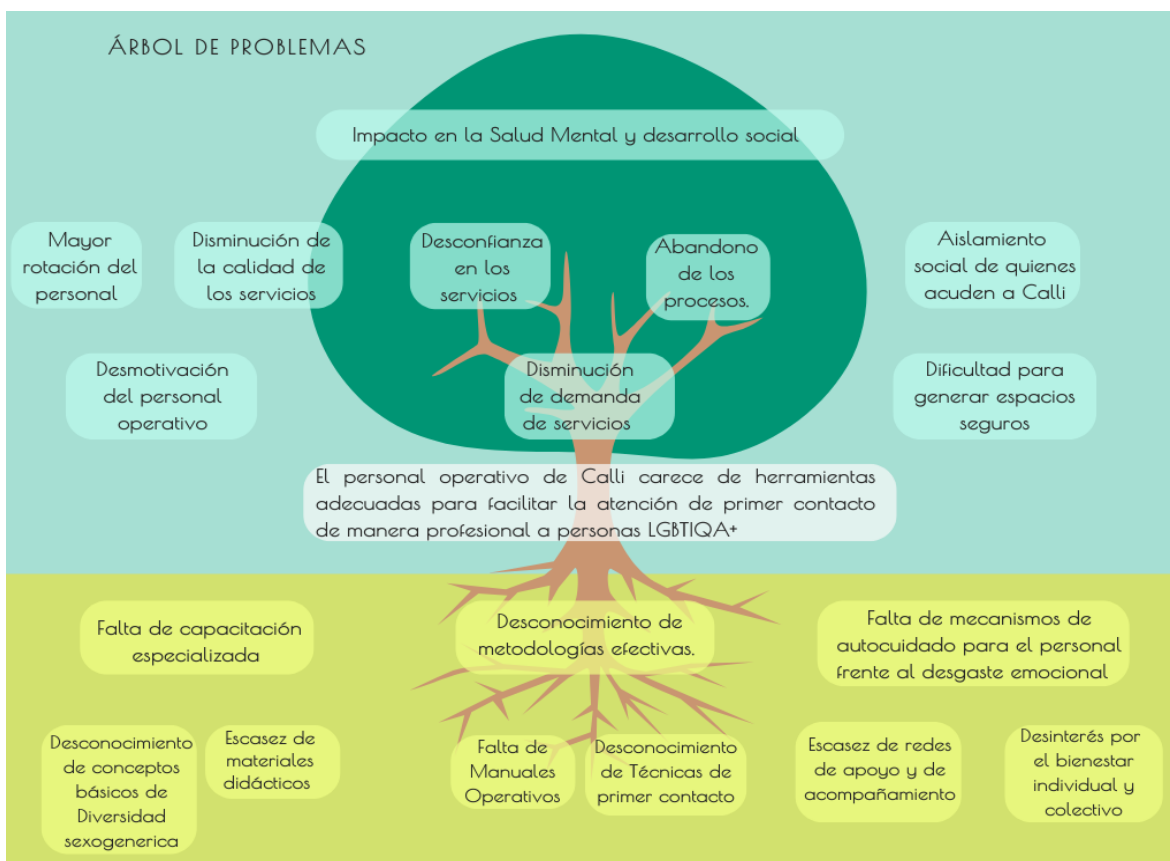 ÁRBOL DE PROBLEMAS
Impacto en la Salud Mental y desarrollo social
Mayor
rotación del
personal
Disminución de
la calidad de
los servicios
Desconfianza
en los
servicios
Abandono
de los
procesos.
Aislamiento
social de quienes
acuden a Calli
Desmotivación
del personal
operativo
Disminución
de demanda
de servicios
Dificultad para
generar espacios
seguros
El personal operativo de Calli carece de herramientas
adecuadas para facilitar la atención de primer contacto
de manera profesional a personas LGBTIQA+
Falta de capacitación
especializada
Desconocimiento de
metodologías efectivas.
Falta de mecanismos de
autocuidado para el personal
frente al desgaste emocional
Desconocimiento
de conceptos
básicos de
Diversidad
sexogenerica
Escasez de
materiales
didácticos
Falta de
Manuales
Operativos
Desconocimiento
de Técnicas de
primer contacto
Escasez de redes
de apoyo y de
acompañamiento
Desinterés por
el bienestar
individual y
colectivo